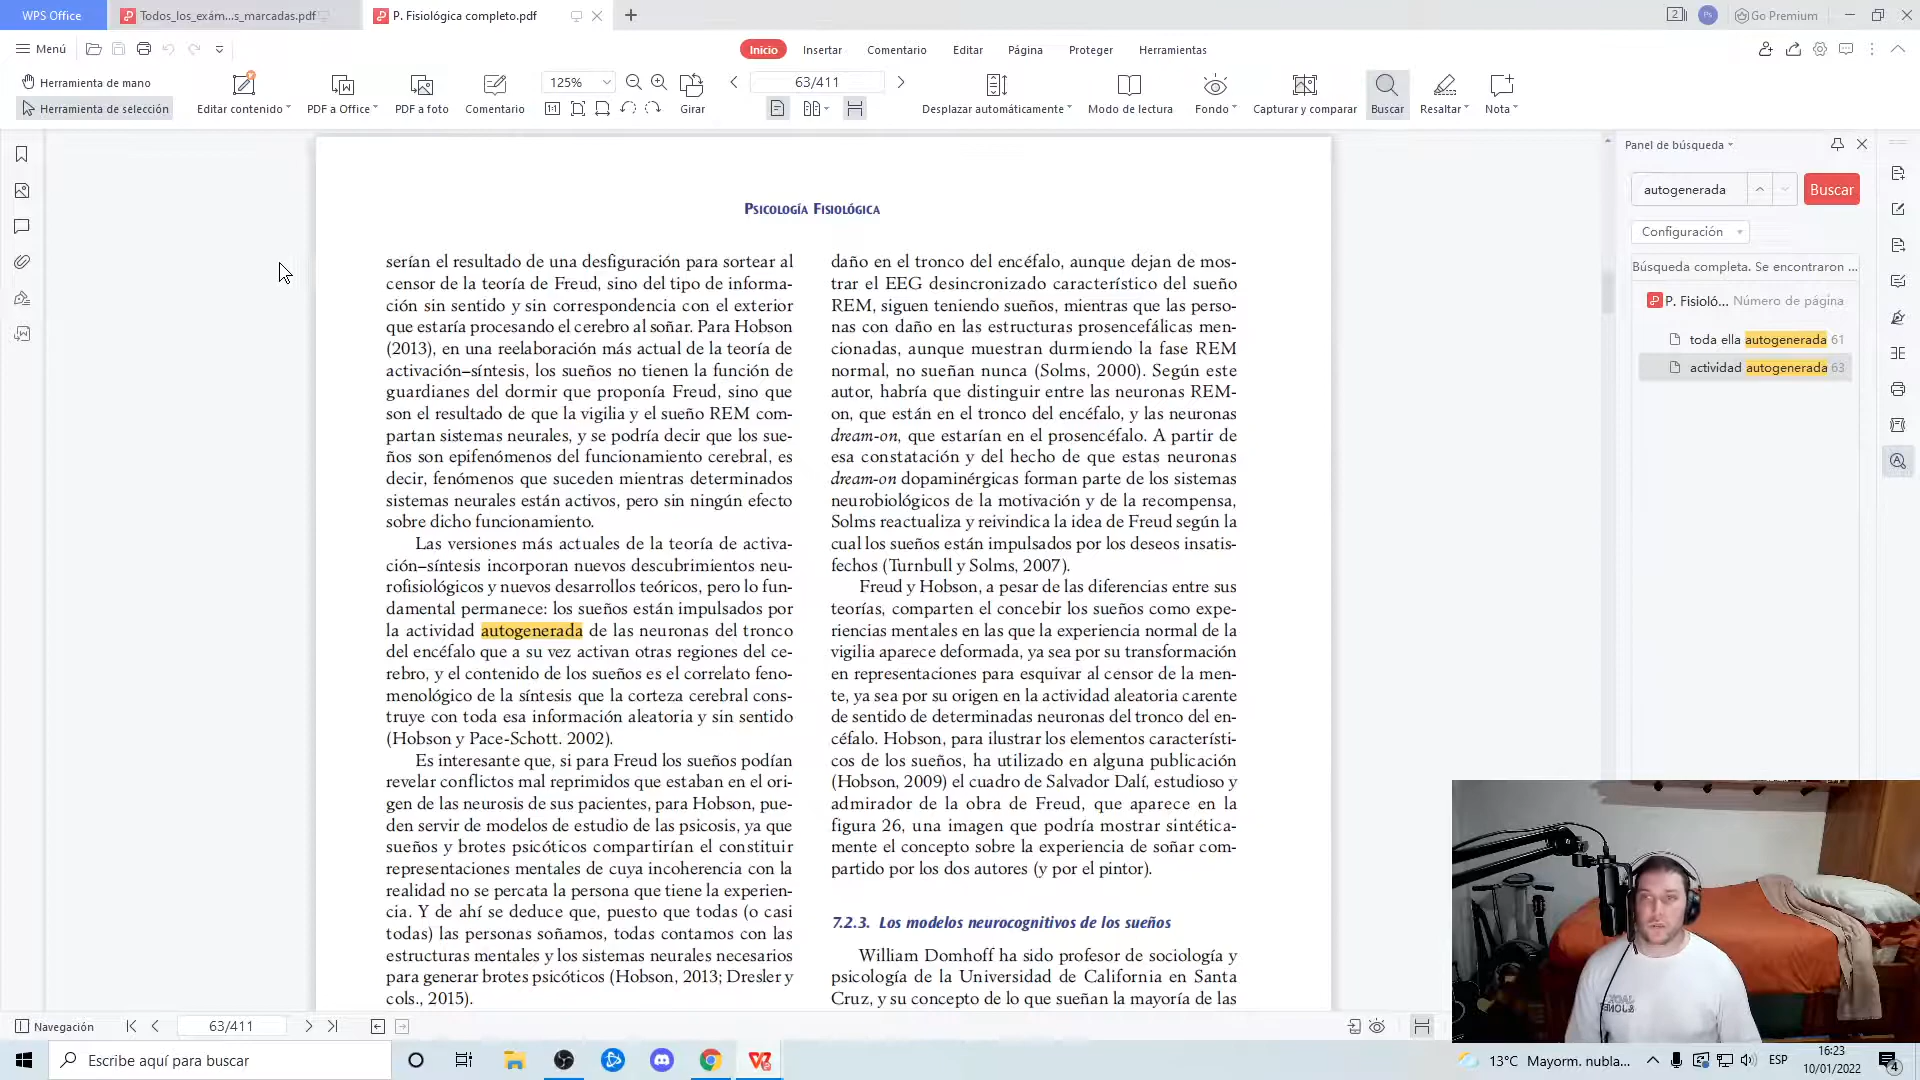 WPS Office
Todos_los_exám...s_marcadas.pdf
P. Fisiológica completo.pdf
2
Ps
Go Premium
Menú
Inicio
Insertar
Comentario
Editar
Página
Proteger
Herramientas
Herramienta de mano
Herramienta de selección
Editar contenido
PDF a Office
PDF a foto
Comentario
125%
Girar
63/411
Desplazar automáticamente
Modo de lectura
Fondo
Capturar y comparar
Buscar
Resaltar
Nota
Psicología Fisiológica
serían el resultado de una desfiguración para sortear al
censor de la teoría de Freud, sino del tipo de informa-
ción sin sentido y sin correspondencia con el exterior
que estaría procesando el cerebro al soñar. Para Hobson
(2013), en una reelaboración más actual de la teoría de
activación–síntesis, los sueños no tienen la función de
guardianes del dormir que proponía Freud, sino que
son el resultado de que la vigilia y el sueño REM com-
partan sistemas neurales, y se podría decir que los sue-
ños son epifenómenos del funcionamiento cerebral, es
decir, fenómenos que suceden mientras determinados
sistemas neurales están activos, pero sin ningún efecto
sobre dicho funcionamiento.
Las versiones más actuales de la teoría de activa-
ción–síntesis incorporan nuevos descubrimientos neu-
rofisiológicos y nuevos desarrollos teóricos, pero lo fun-
damental permanece: los sueños están impulsados por
la actividad autogenerada de las neuronas del tronco
del encéfalo que a su vez activan otras regiones del ce-
rebro, y el contenido de los sueños es el correlato feno-
menológico de la síntesis que la corteza cerebral cons-
truye con toda esa información aleatoria y sin sentido
(Hobson y Pace-Schott. 2002).
Es interesante que, si para Freud los sueños podían
revelar conflictos mal reprimidos que estaban en el ori-
gen de las neurosis de sus pacientes, para Hobson, pue-
den servir de modelos de estudio de las psicosis, ya que
sueños y brotes psicóticos compartirían el constituir
representaciones mentales de cuya incoherencia con la
realidad no se percata la persona que tiene la experien-
cia. Y de ahí se deduce que, puesto que todas (o casi
todas) las personas soñamos, todas contamos con las
estructuras mentales y los sistemas neurales necesarios
para generar brotes psicóticos (Hobson, 2013; Dresler y
cols., 2015).
daño en el tronco del encéfalo, aunque dejan de mos-
trar el EEG desincronizado característico del sueño
REM, siguen teniendo sueños, mientras que las perso-
nas con daño en las estructuras prosencefálicas men-
cionadas, aunque muestran durmiendo la fase REM
normal, no sueñan nunca (Solms, 2000). Según este
autor, habría que distinguir entre las neuronas REM-
on, que están en el tronco del encéfalo, y las neuronas
dream-on, que estarían en el prosencéfalo. A partir de
esa constatación y del hecho de que estas neuronas
dream-on dopaminérgicas forman parte de los sistemas
neurobiológicos de la motivación y de la recompensa,
Solms reactualiza y reivindica la idea de Freud según la
cual los sueños están impulsados por los deseos insatis-
fechos (Turnbull y Solms, 2007).
Freud y Hobson, a pesar de las diferencias entre sus
teorías, comparten el concebir los sueños como expe-
riencias mentales en las que la experiencia normal de la
vigilia aparece deformada, ya sea por su transformación
en representaciones para esquivar al censor de la men-
te, ya sea por su origen en la actividad aleatoria carente
de sentido de determinadas neuronas del tronco del en-
céfalo. Hobson, para ilustrar los elementos característi-
cos de los sueños, ha utilizado en alguna publicación
(Hobson, 2009) el cuadro de Salvador Dalí, estudioso y
admirador de la obra de Freud, que aparece en la
figura 26, una imagen que podría mostrar sintética-
mente el concepto sobre la experiencia de soñar com-
partido por los dos autores (y por el pintor).
7.2.3. Los modelos neurocognitivos de los sueños
William Domhoff ha sido profesor de sociología y
psicología de la Universidad de California en Santa
Cruz, y su concepto de lo que sueñan la mayoría de las
Panel de búsqueda
autogenerada
Buscar
Configuración
Búsqueda completa. Se encontraron ...
P. Fisioló... Número de página
toda ella autogenerada 61
actividad autogenerada 63
Navegación
63/411
Escribe aquí para buscar
13°C Mayorm. nubla...
ESP
16:23
10/01/2022
4